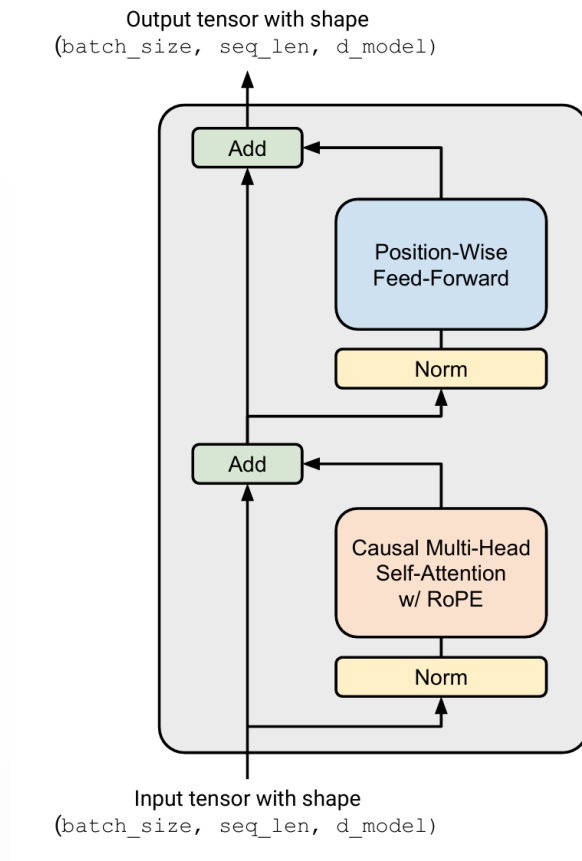 Output tensor with shape
(batch_size, seq_len, d_model)
Add
Position-Wise
Feed-Forward
Norm
Add
Causal Multi-Head
Self-Attention
w/ RoPE
Norm
Input tensor with shape
(batch_size, seq_len, d_model)